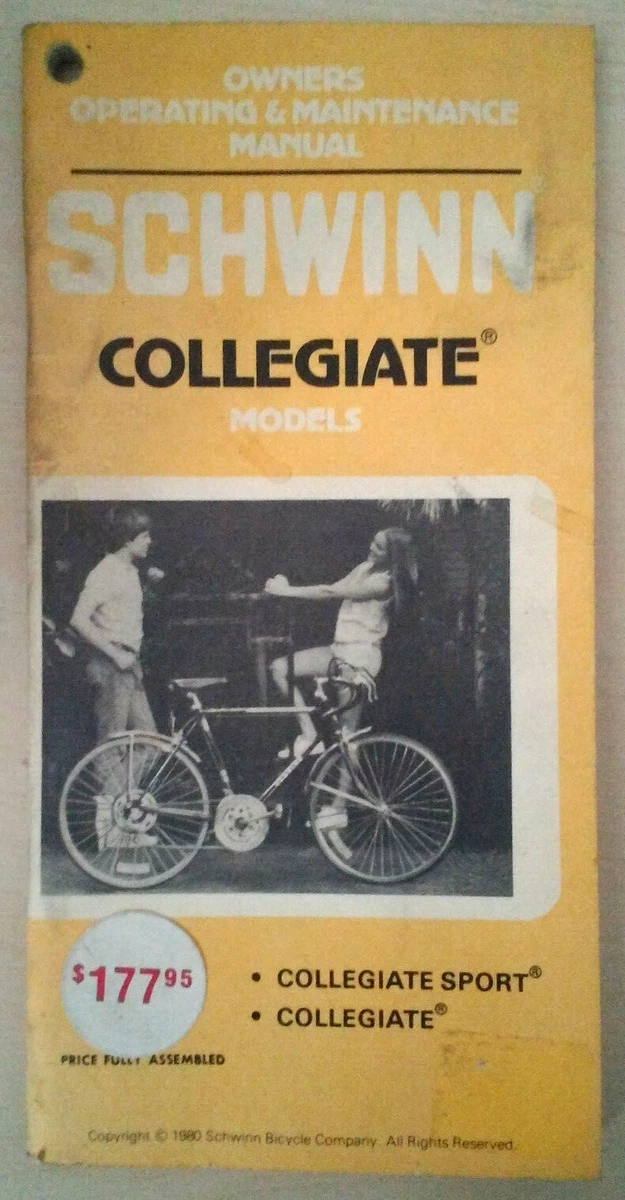 OWNERS
OPERATING & MAINTENANCE
MANUAL
SCHWINN
COLLEGIATE®
MODELS
$177.95
• COLLEGIATE SPORT®
• COLLEGIATE®
PRICE FULLY ASSEMBLED
Copyright © 1980 Schwinn Bicycle Company. All Rights Reserved.